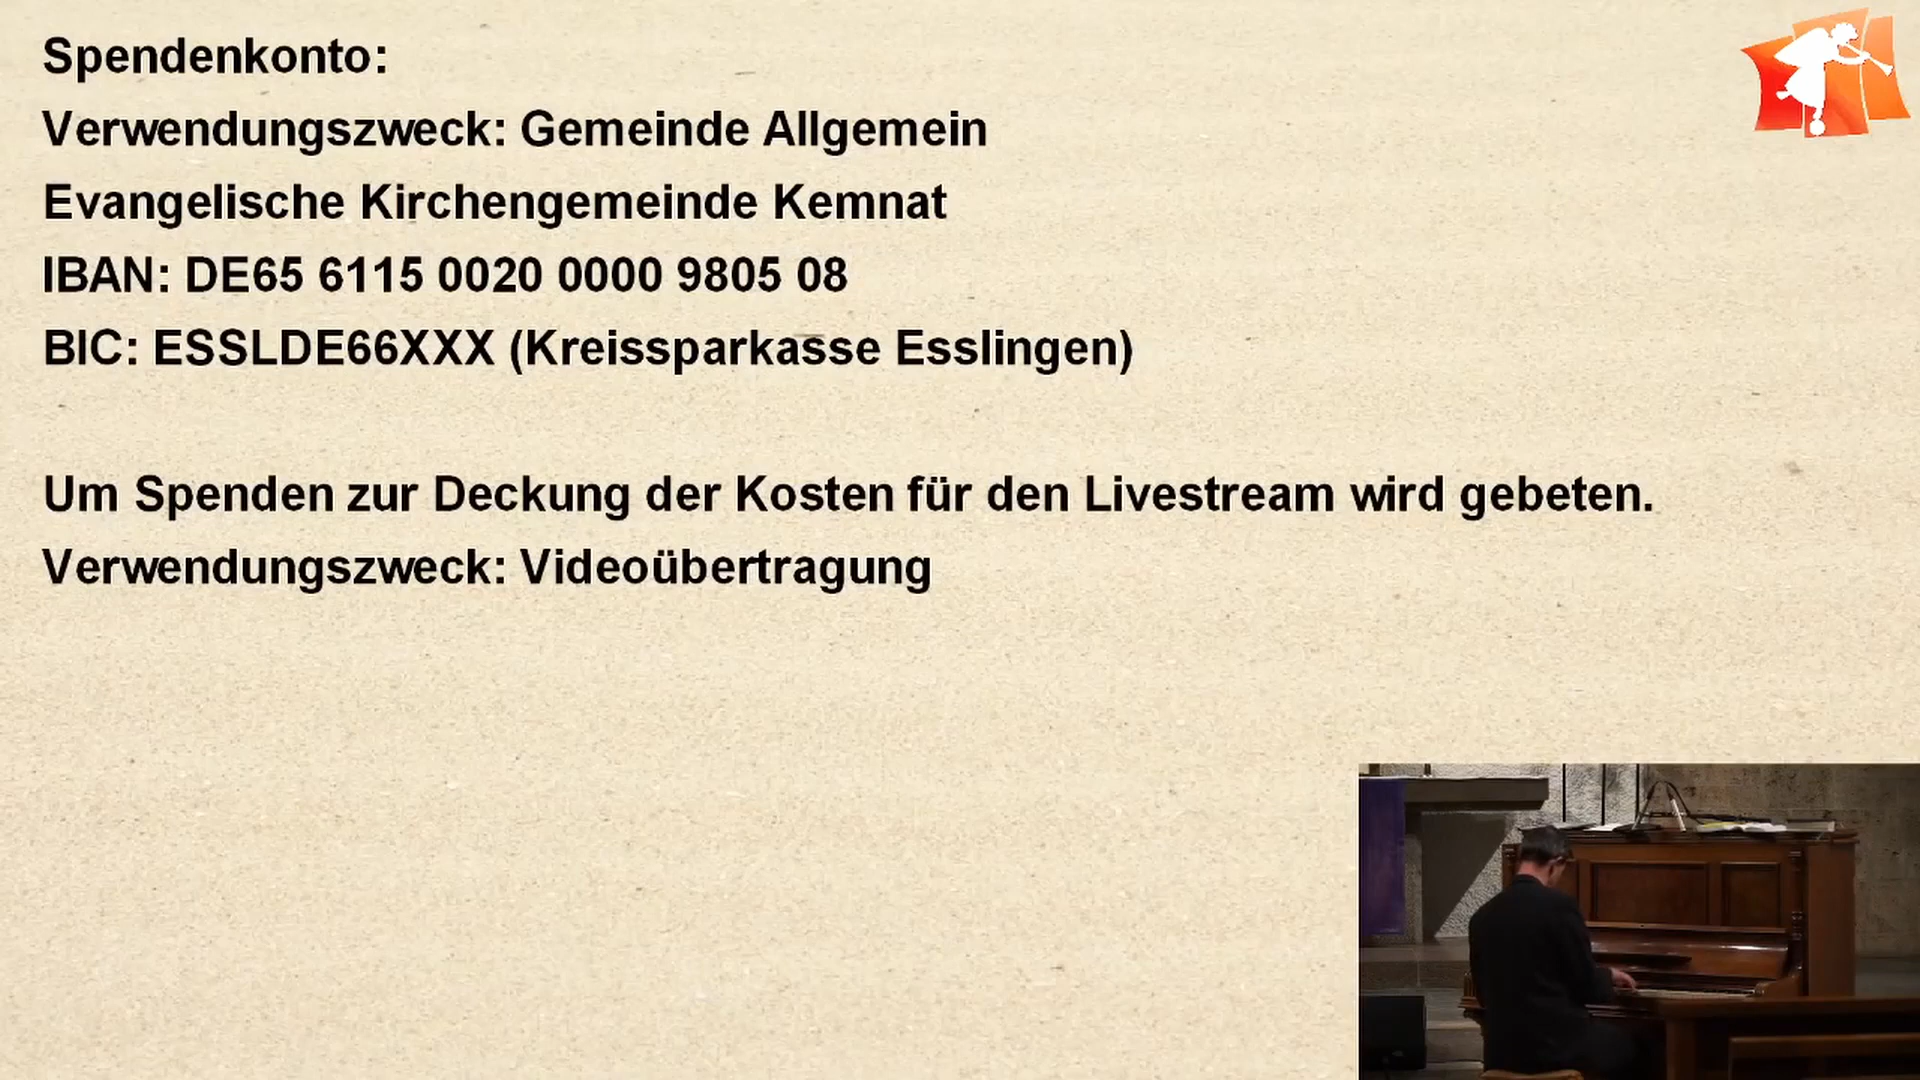 Spendenkonto:
Verwendungszweck: Gemeinde Allgemein
Evangelische Kirchengemeinde Kemnat
IBAN: DE65 6115 0020 0000 9805 08
BIC: ESSLDE66XXX (Kreissparkasse Esslingen)
Um Spenden zur Deckung der Kosten für den Livestream wird gebeten.
Verwendungszweck: Videoübertragung